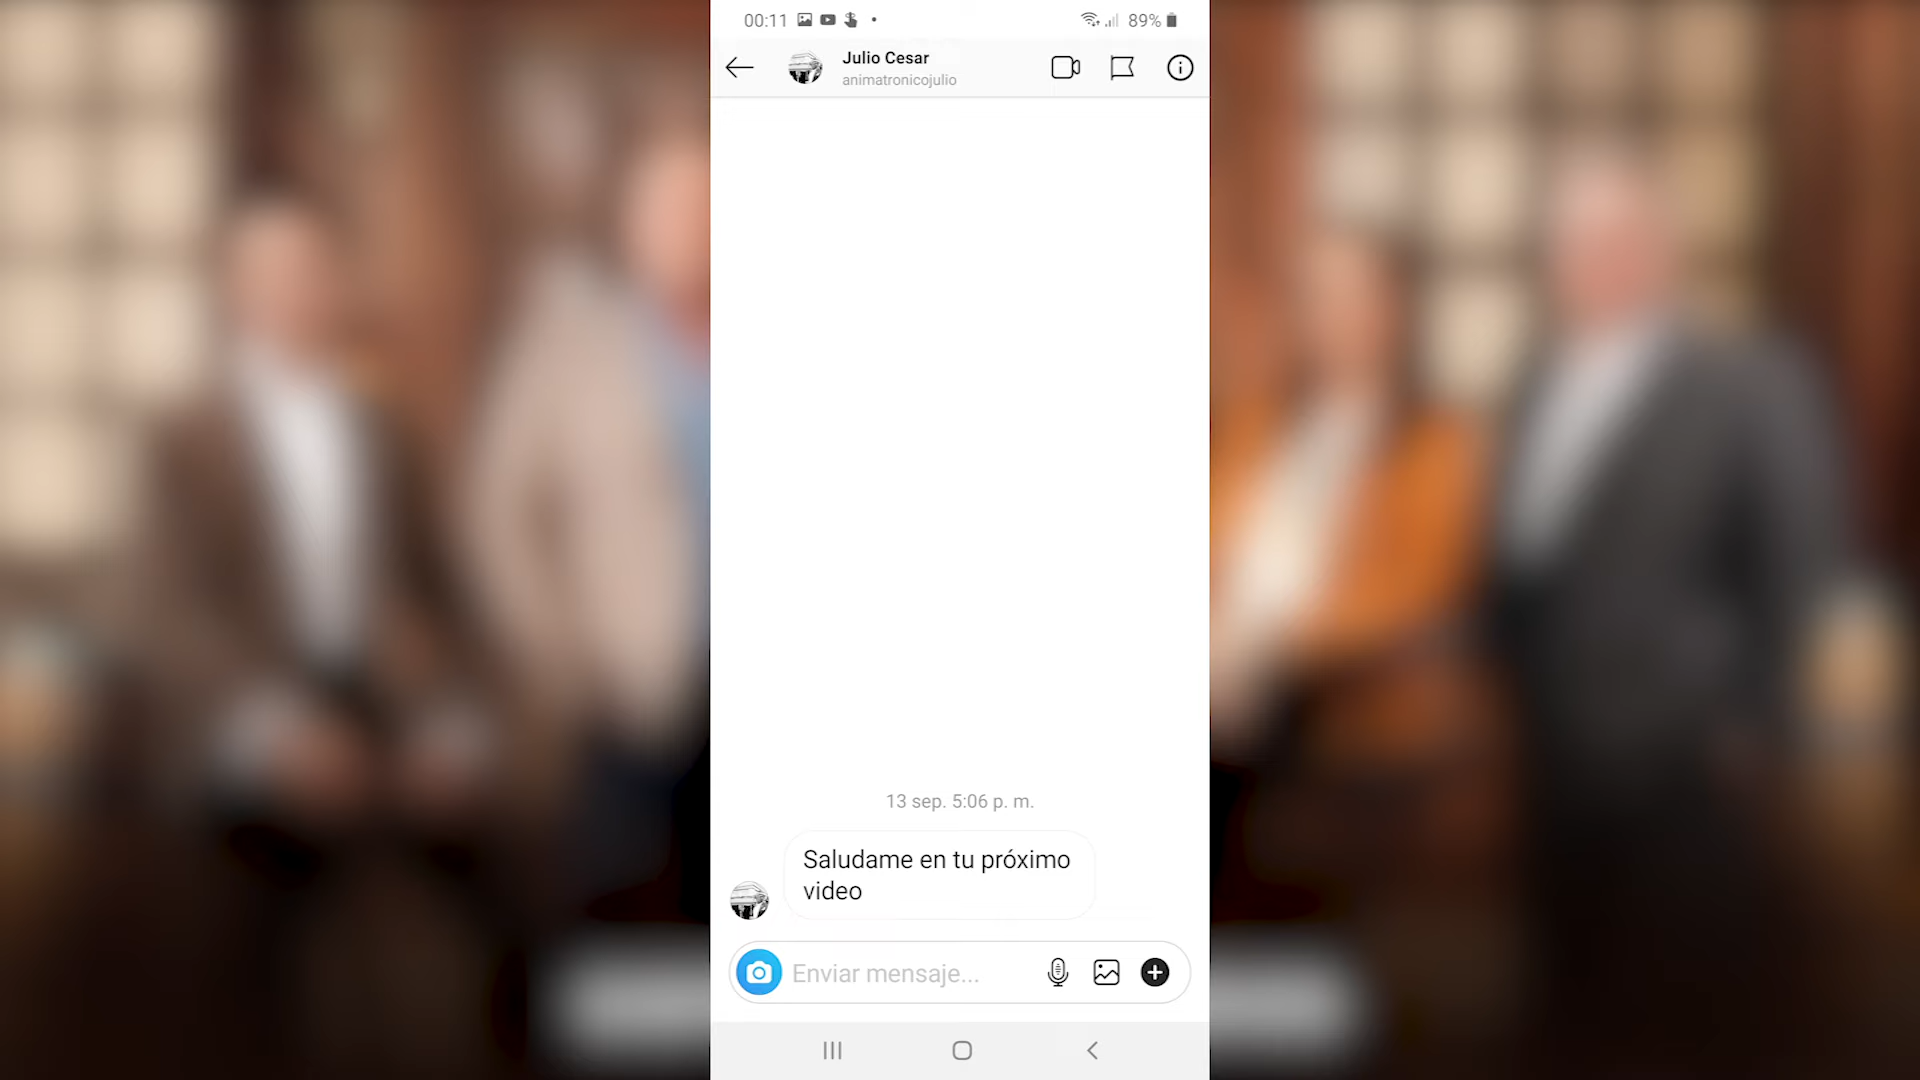 00:11
89%
Julio Cesar
animatronicojulio
13 sep. 5:06 p. m.
Saludame en tu próximo
video
Enviar mensaje...